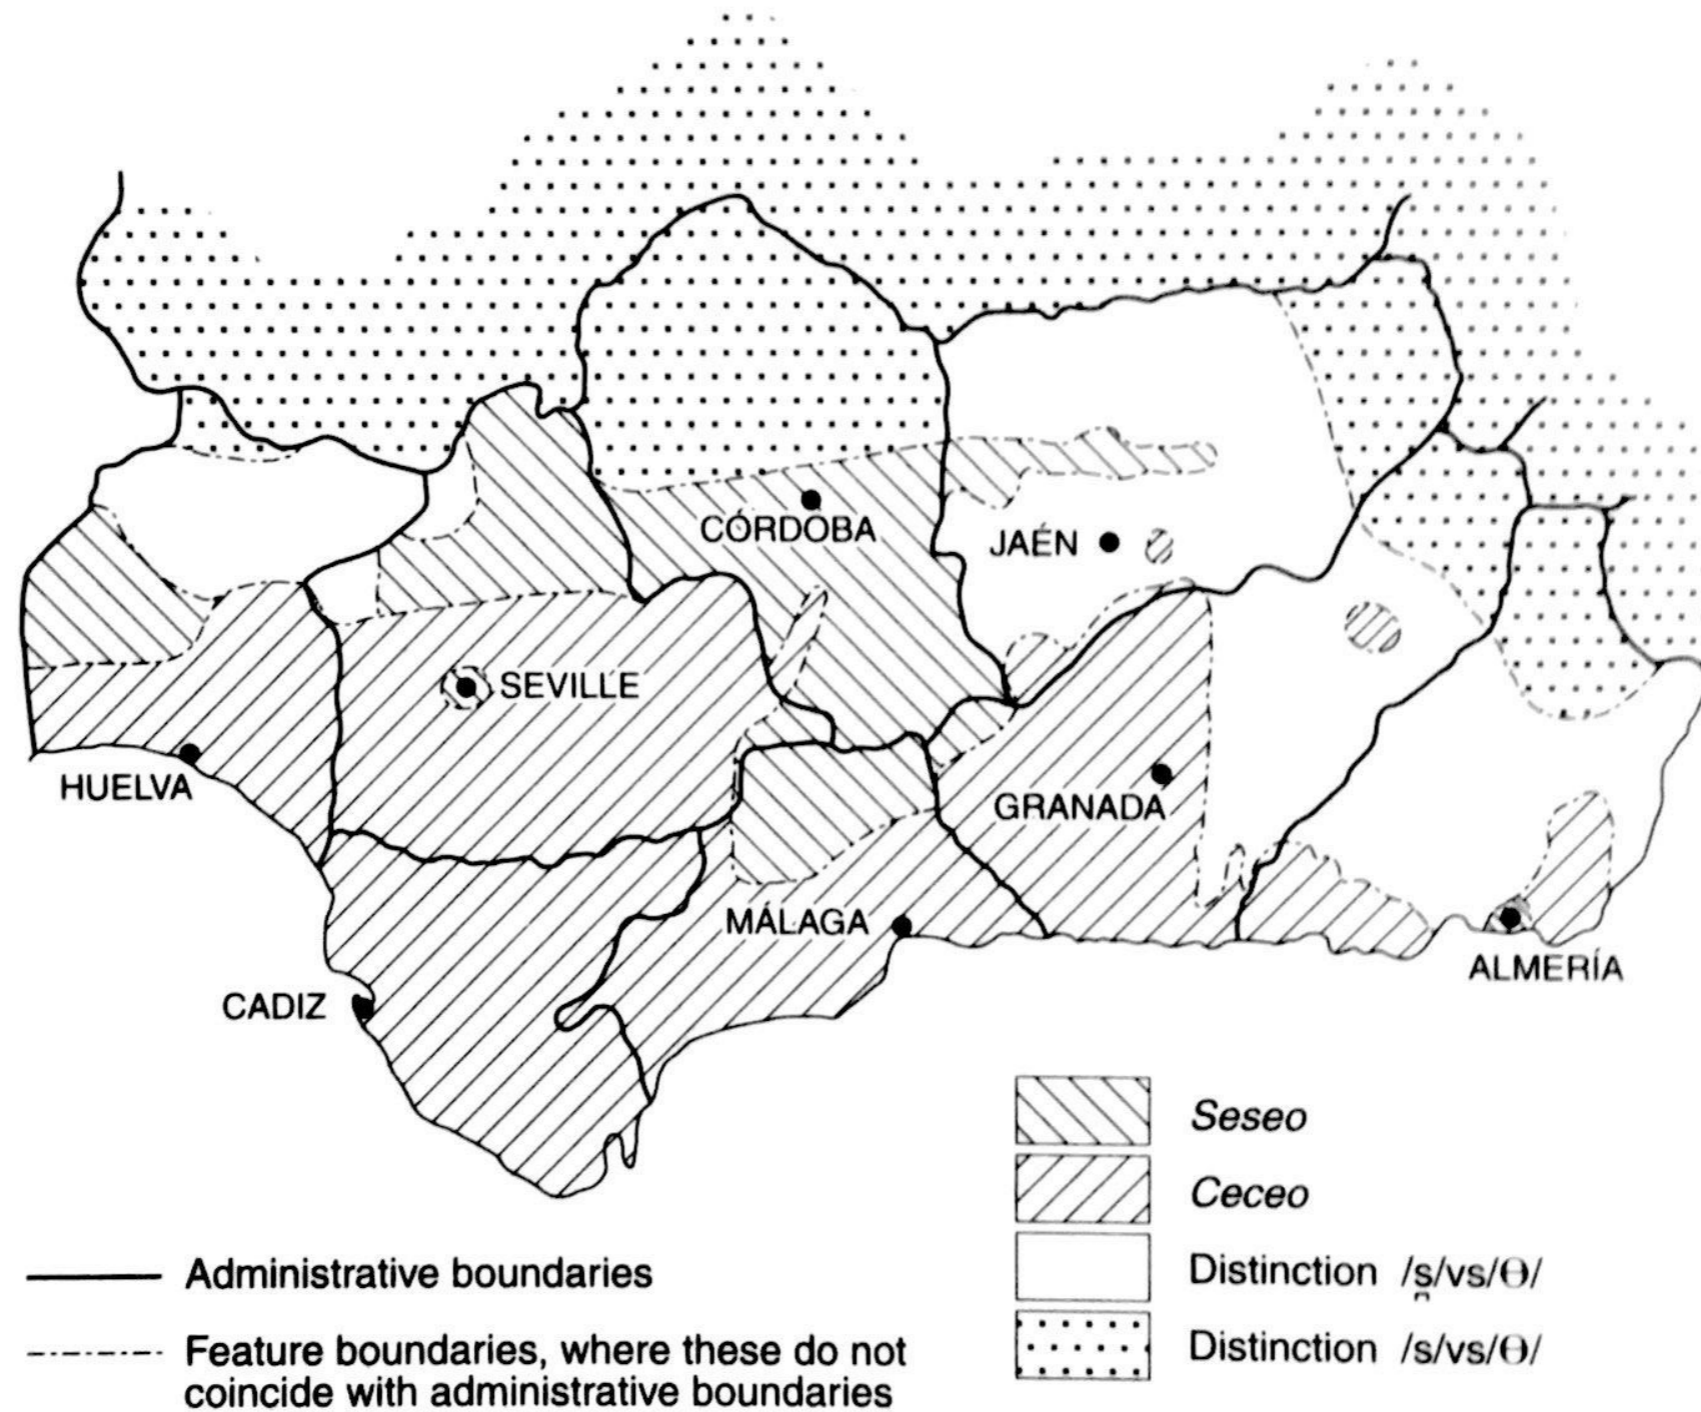 CÓRDOBA
JAÉN
SEVILLE
HUELVA
GRANADA
MÁLAGA
ALMERÍA
CADIZ
Seseo
Ceceo
Distinction /s̺/vs/Θ/
Distinction /s/vs/Θ/
Administrative boundaries
Feature boundaries, where these do not
coincide with administrative boundaries